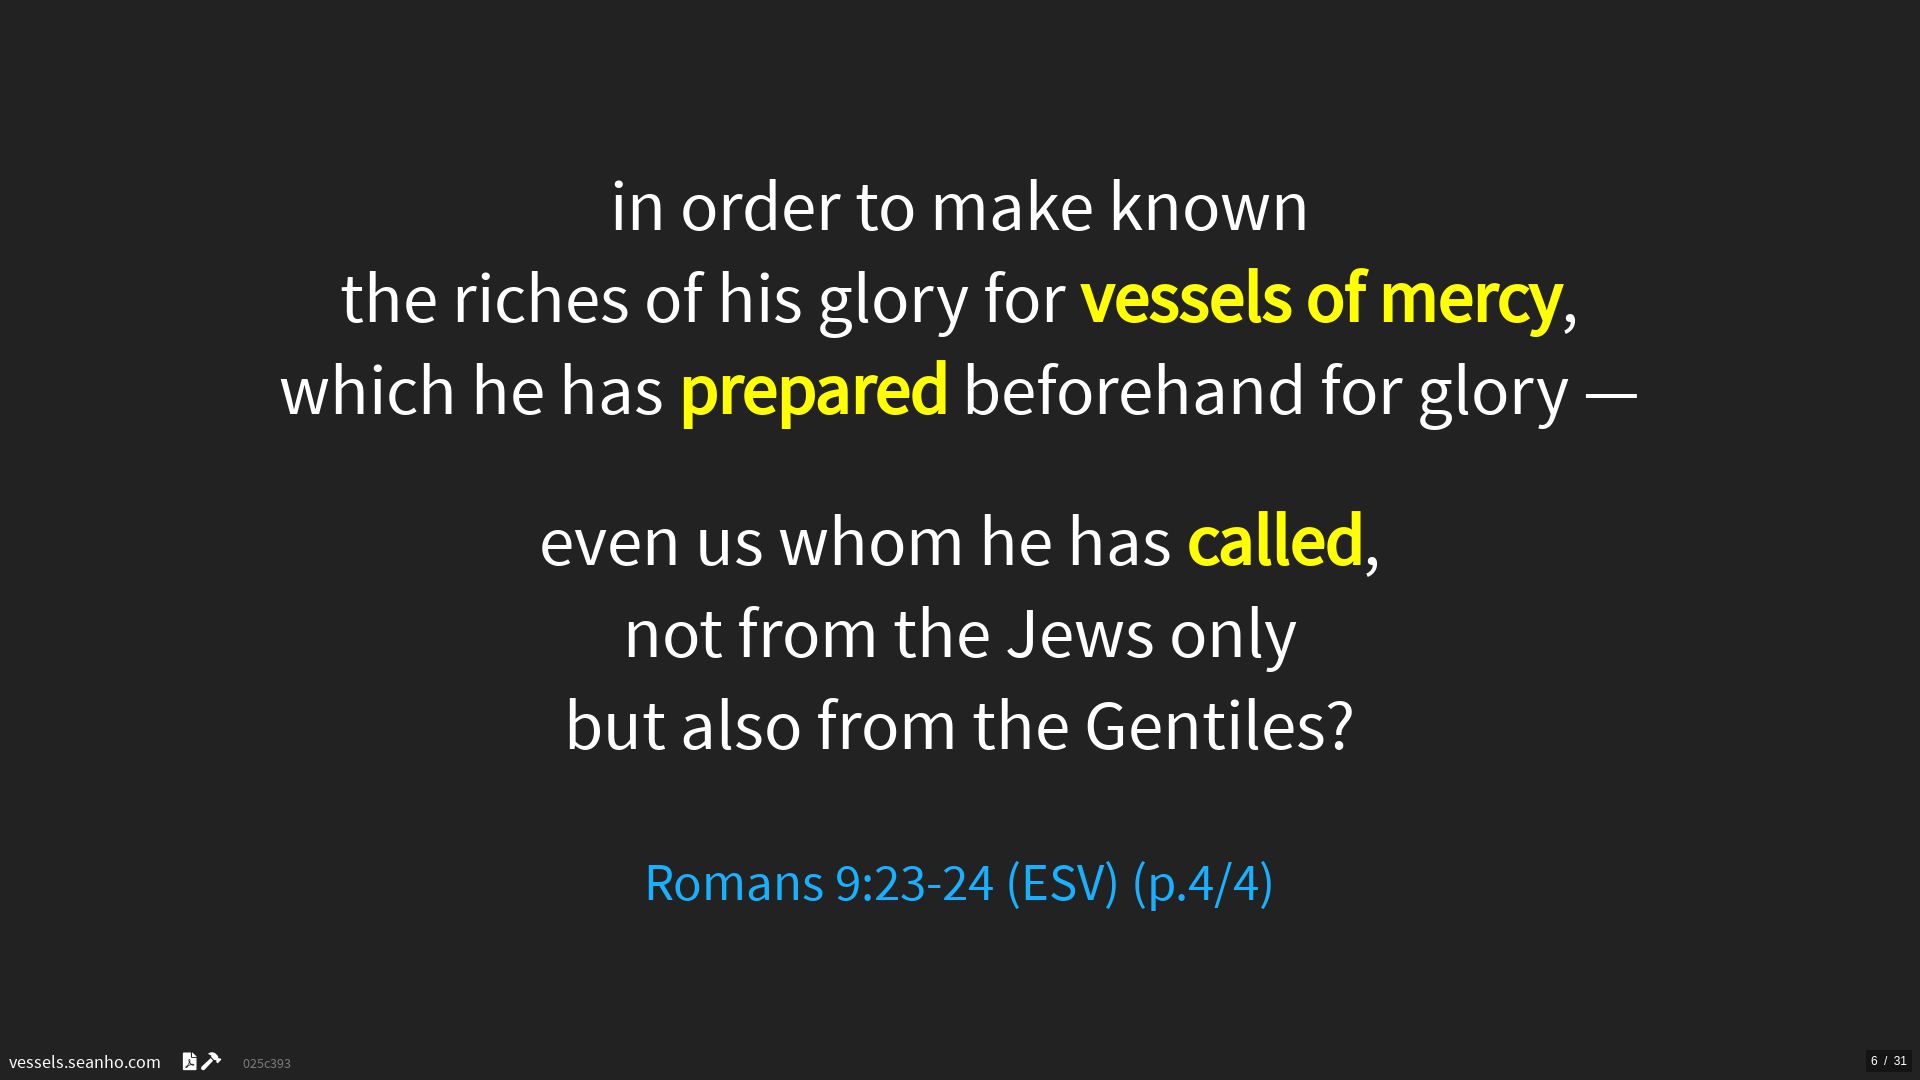 in order to make known
the riches of his glory for vessels of mercy,
which he has prepared beforehand for glory —
even us whom he has called,
not from the Jews only
but also from the Gentiles?
Romans 9:23-24 (ESV) (p.4/4)
vessels.seanho.com 025c393
6 / 31